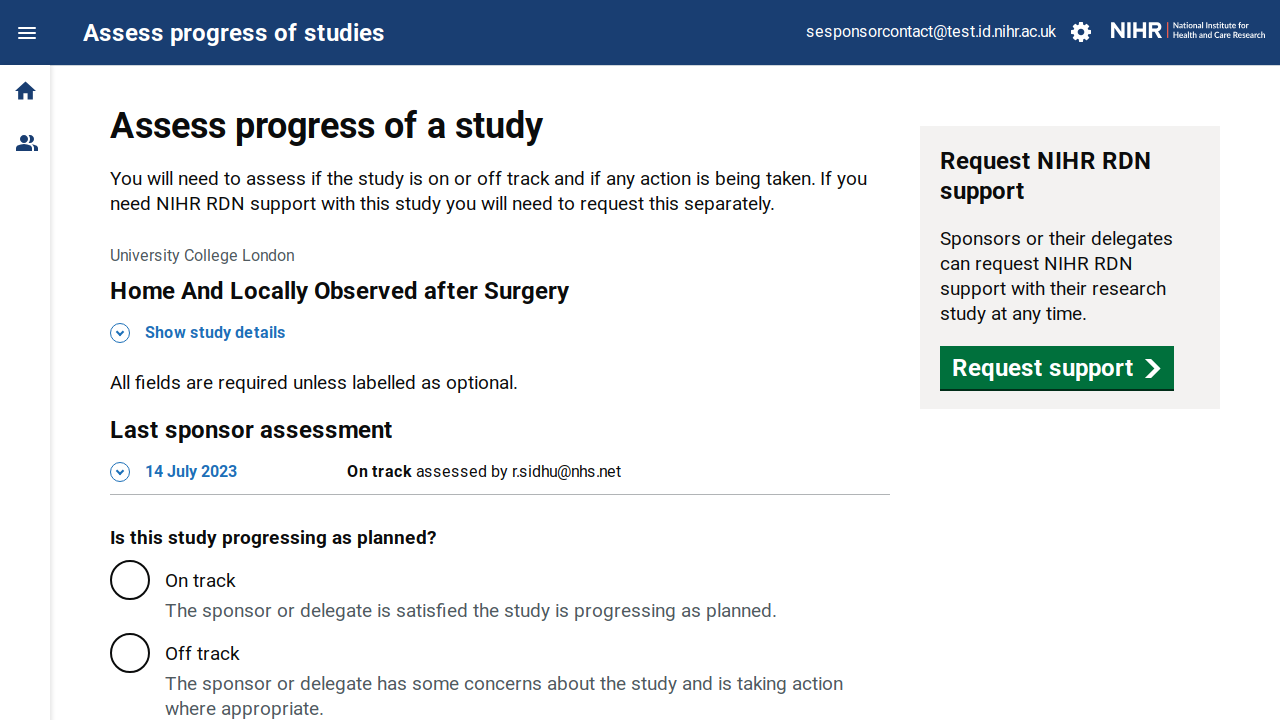 Assess progress of studies
sesponsorcontact@test.id.nihr.ac.uk
NIHR
National Institute for
Health and Care Research
Assess progress of a study
You will need to assess if the study is on or off track and if any action is being taken. If you
need NIHR RDN support with this study you will need to request this separately.
University College London
Home And Locally Observed after Surgery
Show study details
All fields are required unless labelled as optional.
Last sponsor assessment
14 July 2023
On track assessed by r.sidhu@nhs.net
Is this study progressing as planned?
On track
The sponsor or delegate is satisfied the study is progressing as planned.
Off track
The sponsor or delegate has some concerns about the study and is taking action
where appropriate.
Request NIHR RDN
support
Sponsors or their delegates
can request NIHR RDN
support with their research
study at any time.
Request support